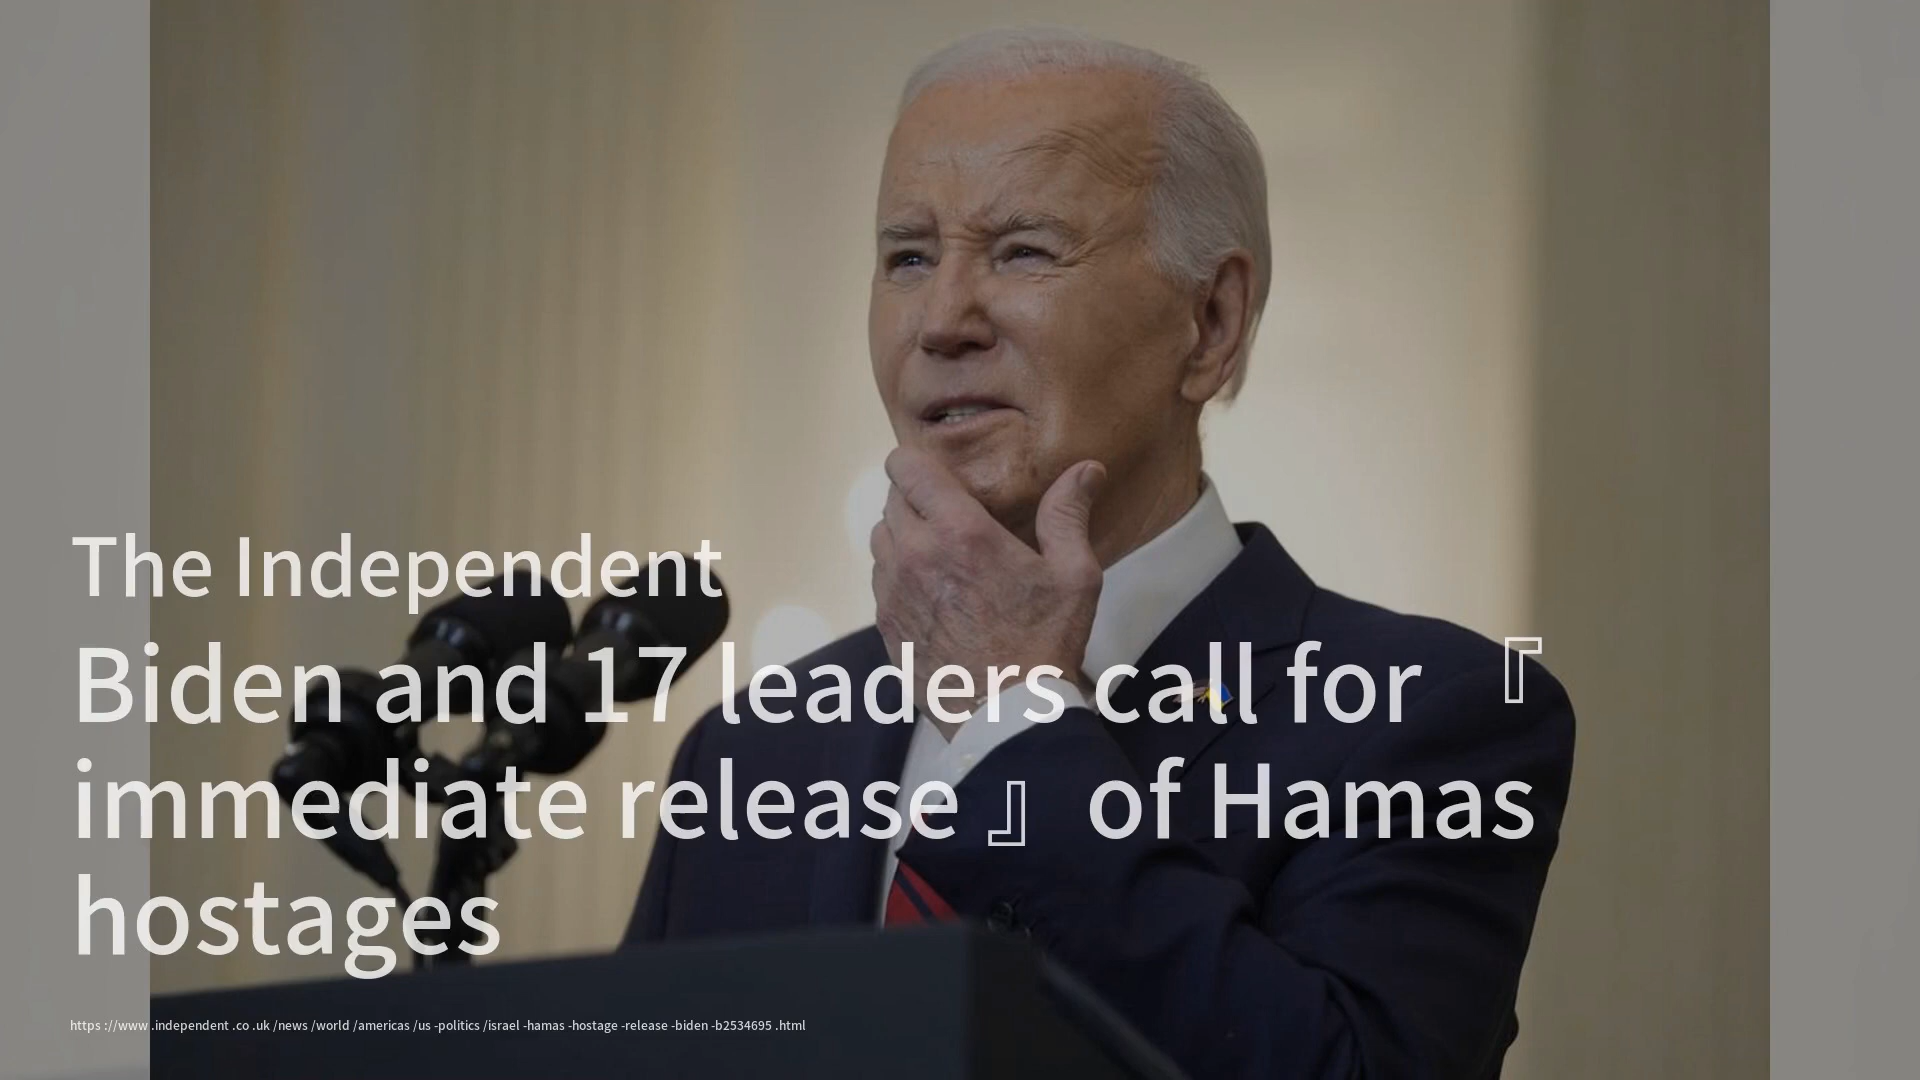 The Independent
Biden and 17 leaders call for 『
immediate release 』 of Hamas
hostages
https ://www .independent .co .uk /news /world /americas /us -politics /israel -hamas -hostage -release -biden -b2534695 .html